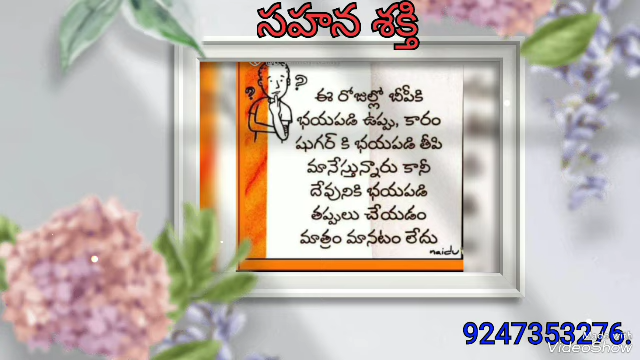 సహన శక్తి
? ?
ఈ రోజుల్లో బీపీకి
భయపడి ఉప్పు, కారం
షుగర్ కి భయపడి తీపి
మానేస్తున్నారు కానీ
దేవునికి భయపడి
తప్పులు చేయడం
మాత్రం మానటం లేదు
naidu
9247353276.
VideoShow